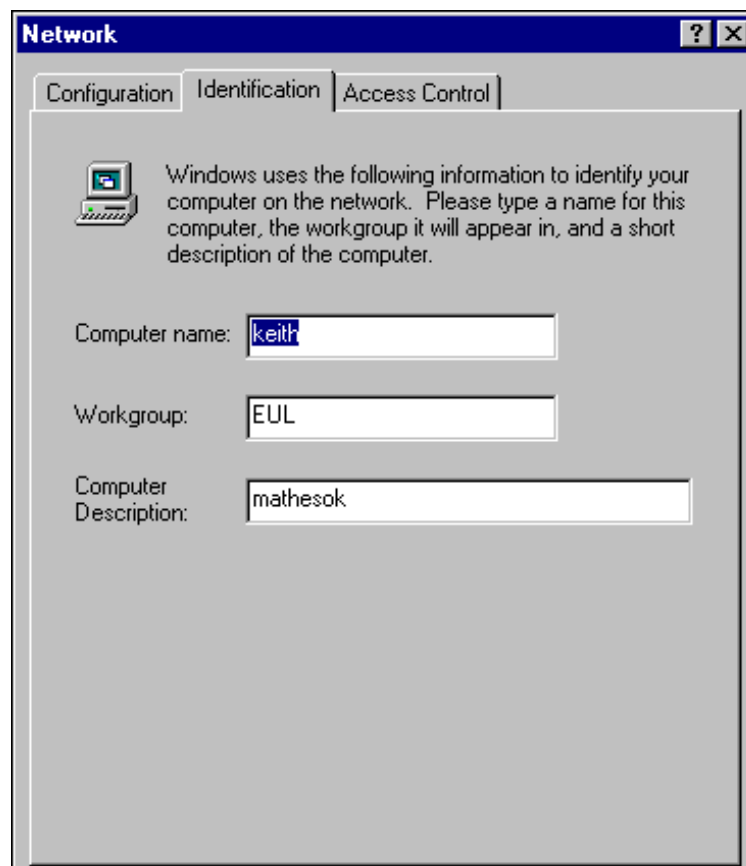 Network
Configuration Identification Access Control
Windows uses the following information to identify your
computer on the network.  Please type a name for this
computer, the workgroup it will appear in, and a short
description of the computer.
Computer name: keith
Workgroup: EUL
Computer
Description: mathesok